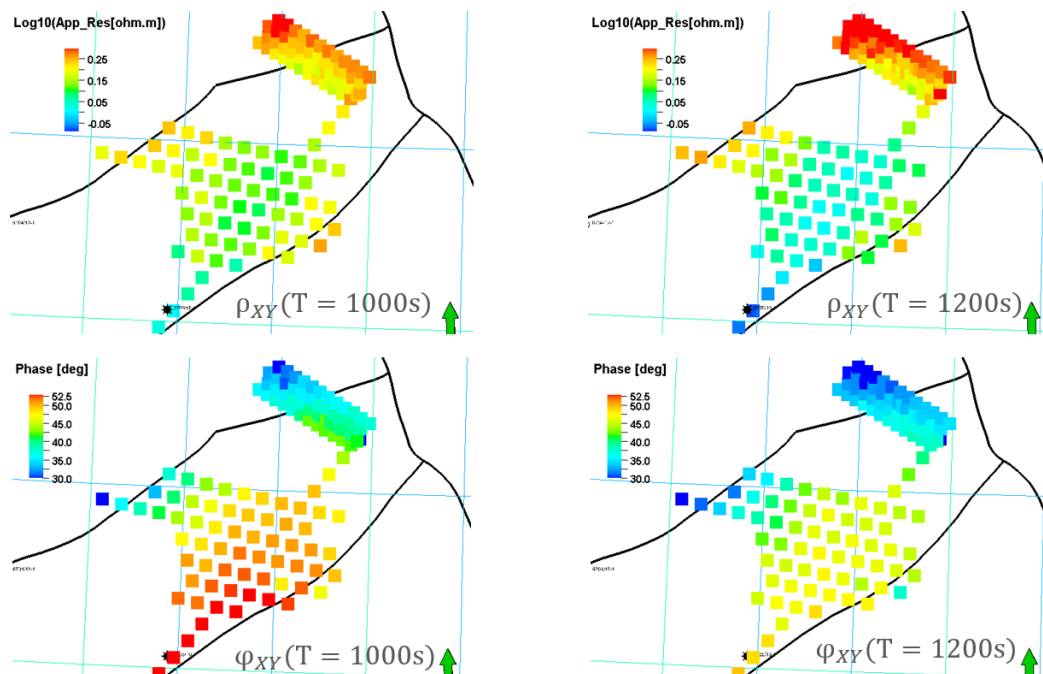 Log10(App_Res[ohm.m])
0.25
0.15
0.05
-0.05
ρXY(T = 1000s)
Log10(App_Res[ohm.m])
0.25
0.15
0.05
-0.05
ρXY(T = 1200s)
Phase [deg]
52.5
50.0
45.0
40.0
35.0
30.0
φXY(T = 1000s)
Phase [deg]
52.5
50.0
45.0
40.0
35.0
30.0
φXY(T = 1200s)